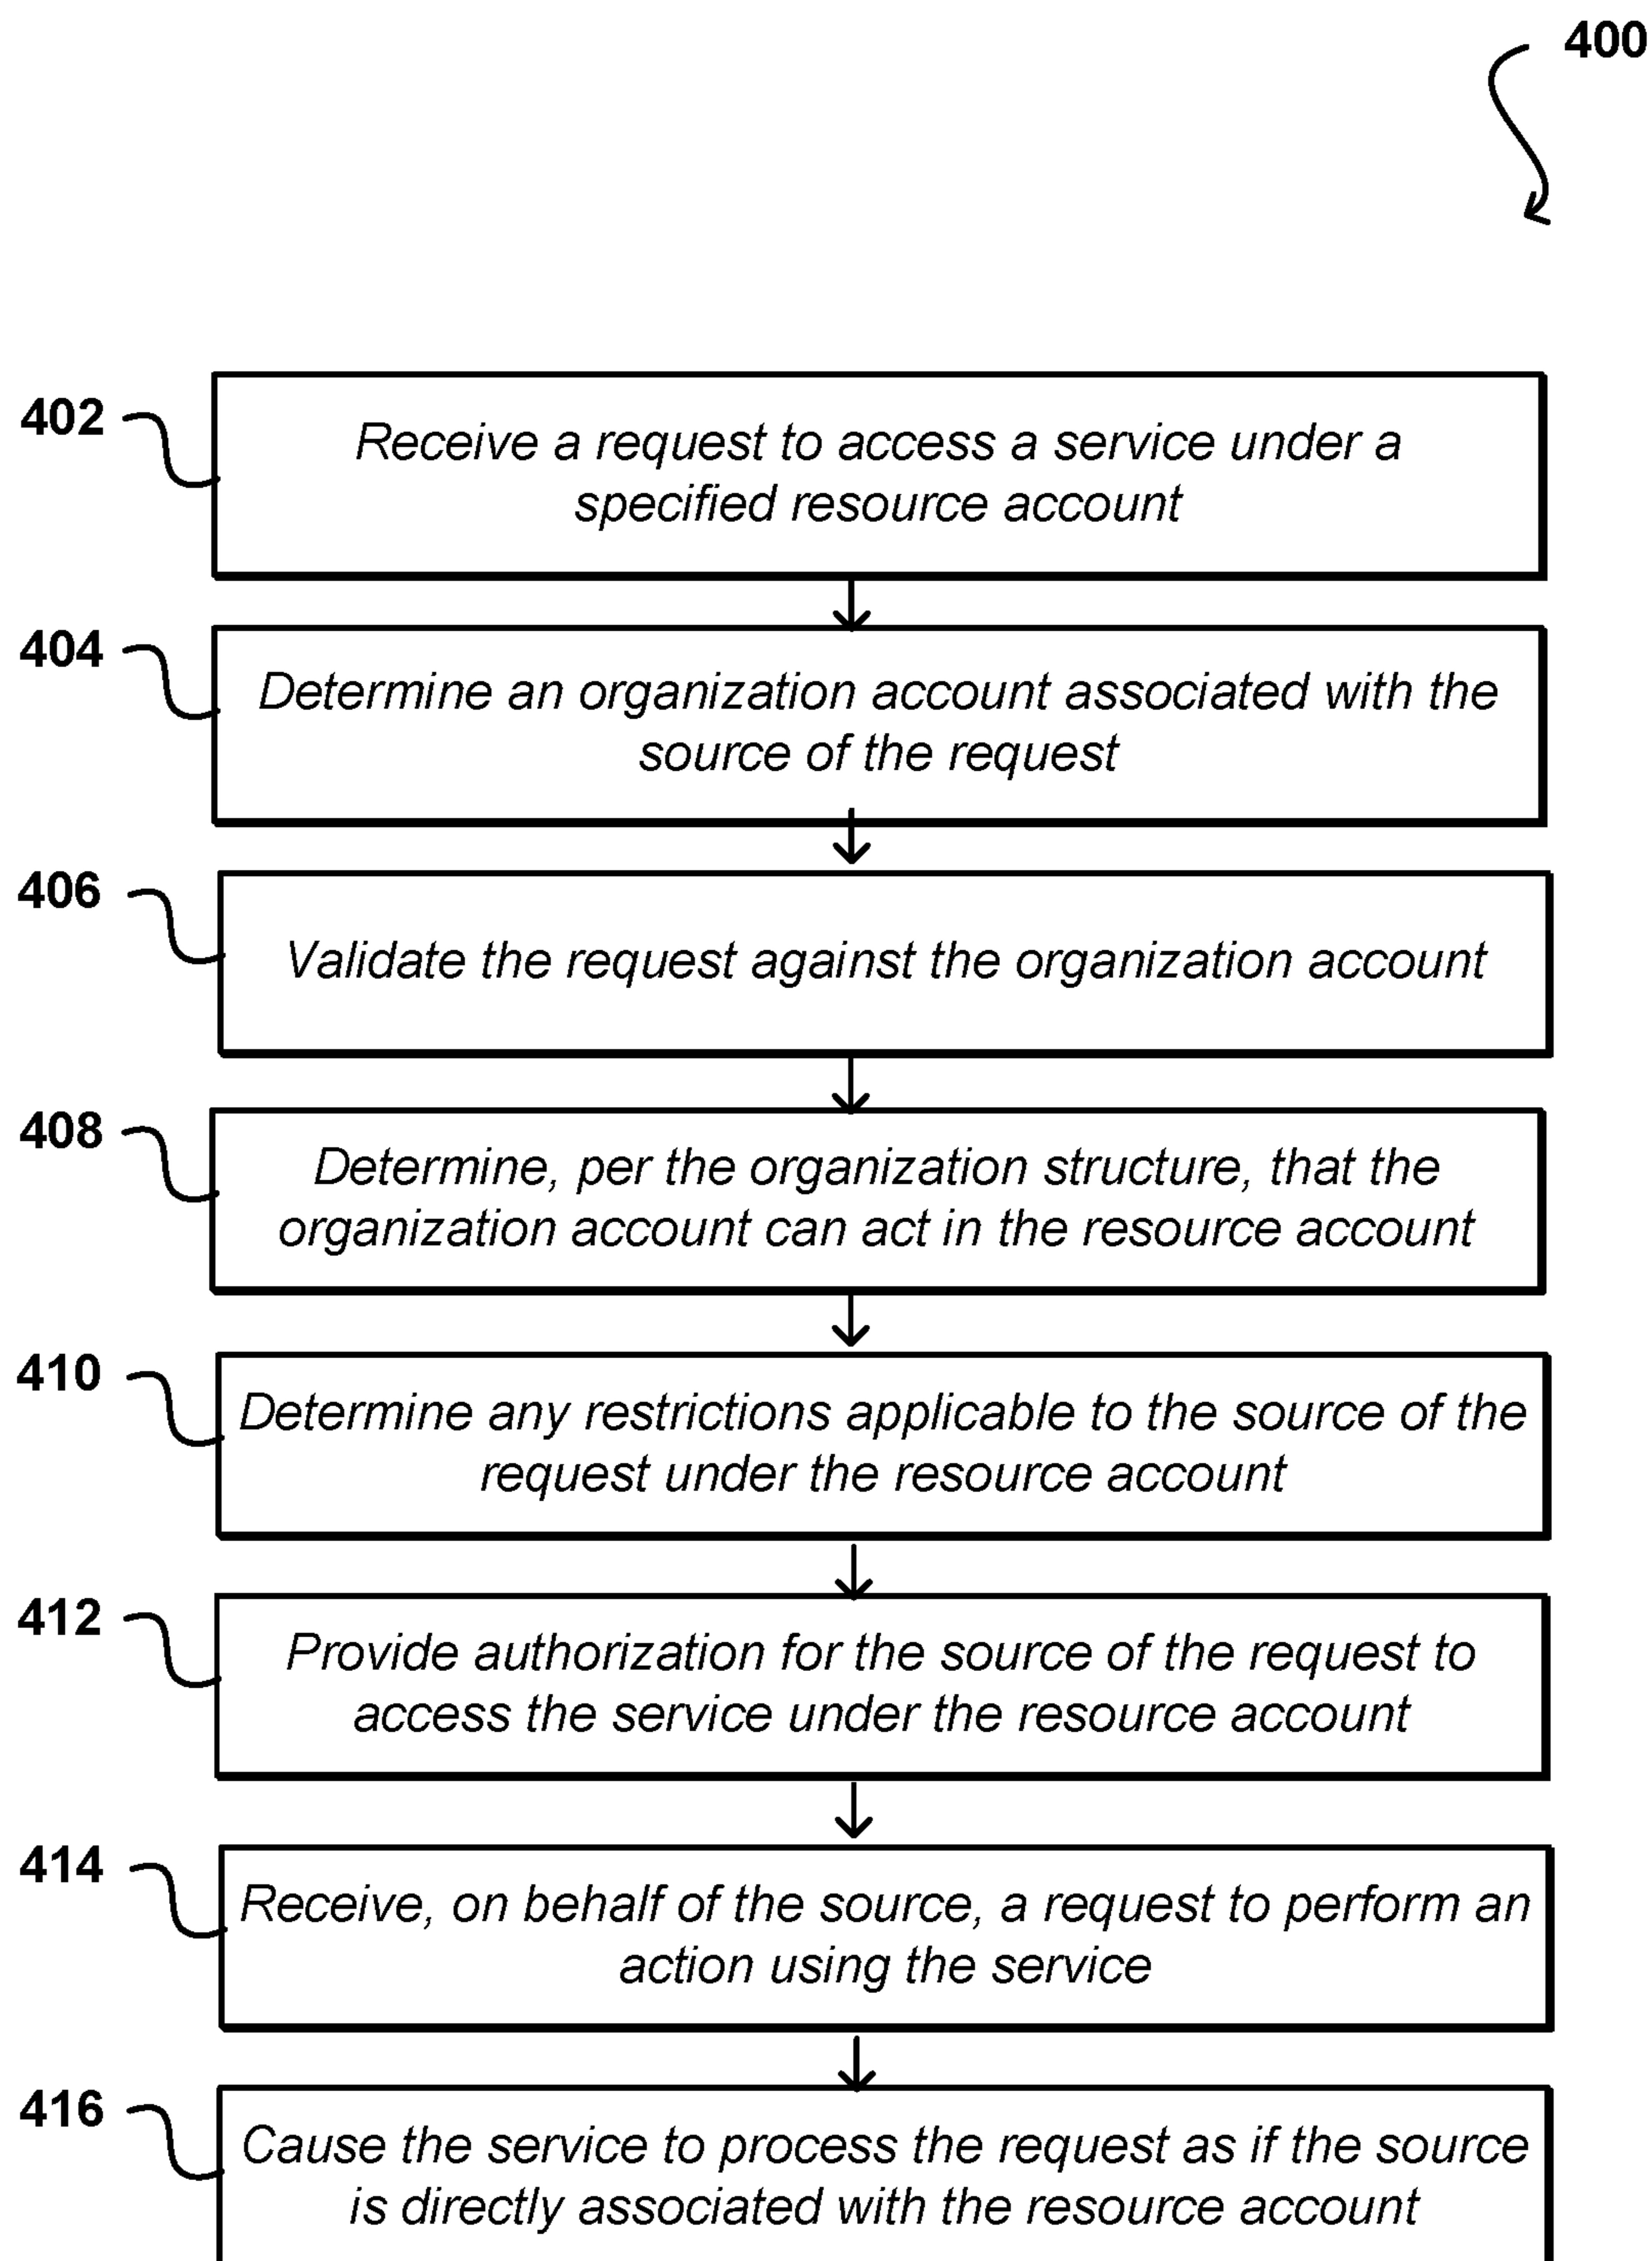 400
402
Receive a request to access a service under a
specified resource account
404
Determine an organization account associated with the
source of the request
406
Validate the request against the organization account
408
Determine, per the organization structure, that the
organization account can act in the resource account
410
Determine any restrictions applicable to the source of the
request under the resource account
412
Provide authorization for the source of the request to
access the service under the resource account
414
Receive, on behalf of the source, a request to perform an
action using the service
416
Cause the service to process the request as if the source
is directly associated with the resource account